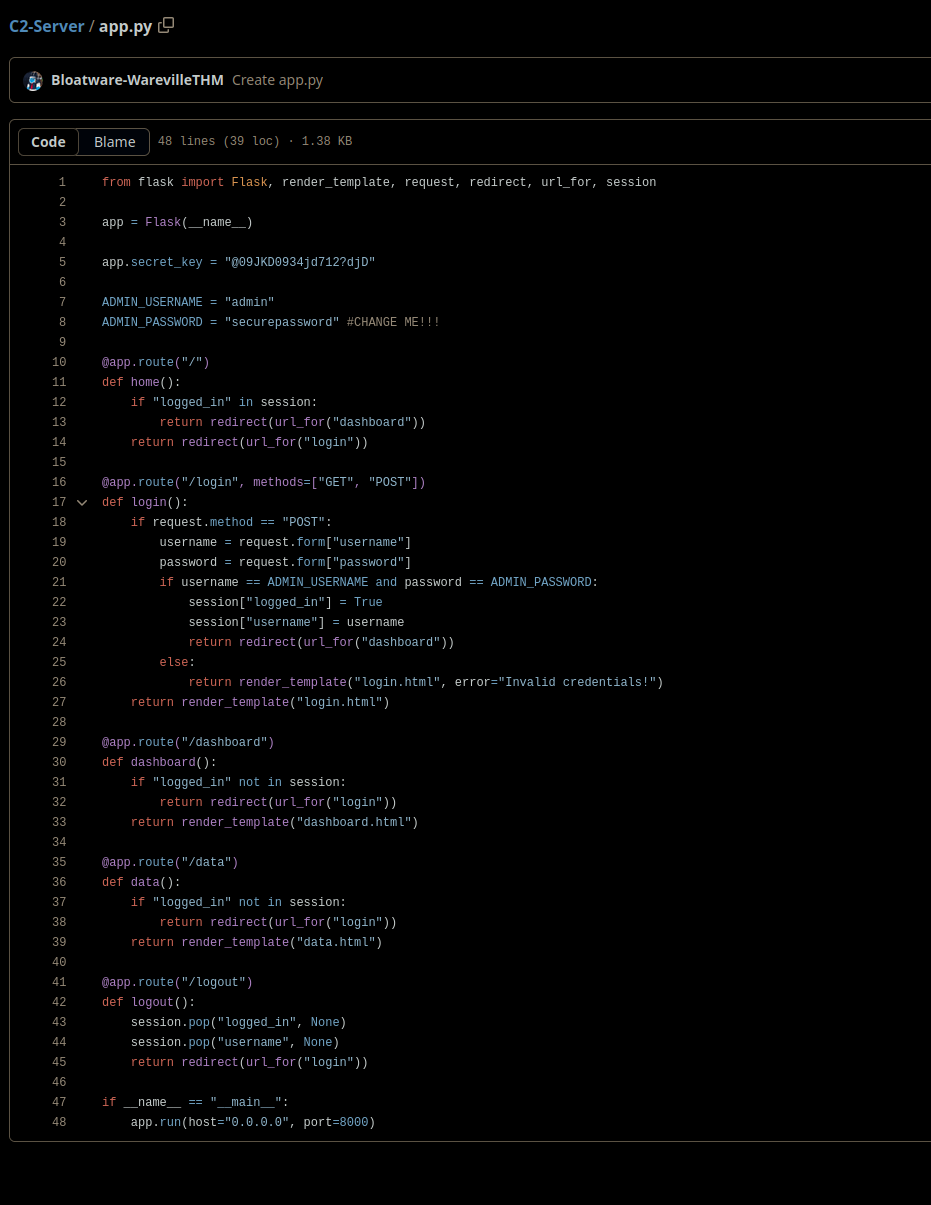 C2-Server / app.py
Bloatware-WarevilleTHM Create app.py
Code Blame 48 lines (39 loc) · 1.38 KB
1 from flask import Flask, render_template, request, redirect, url_for, session
2
3 app = Flask(__name__)
4
5 app.secret_key = "@09JKD0934jd712?djD"
6
7 ADMIN_USERNAME = "admin"
8 ADMIN_PASSWORD = "securepassword" #CHANGE ME!!!
9
10 @app.route("/")
11 def home():
12     if "logged_in" in session:
13         return redirect(url_for("dashboard"))
14     return redirect(url_for("login"))
15
16 @app.route("/login", methods=["GET", "POST"])
17 def login():
18     if request.method == "POST":
19         username = request.form["username"]
20         password = request.form["password"]
21         if username == ADMIN_USERNAME and password == ADMIN_PASSWORD:
22             session["logged_in"] = True
23             session["username"] = username
24             return redirect(url_for("dashboard"))
25         else:
26             return render_template("login.html", error="Invalid credentials!")
27     return render_template("login.html")
28
29 @app.route("/dashboard")
30 def dashboard():
31     if "logged_in" not in session:
32         return redirect(url_for("login"))
33     return render_template("dashboard.html")
34
35 @app.route("/data")
36 def data():
37     if "logged_in" not in session:
38         return redirect(url_for("login"))
39     return render_template("data.html")
40
41 @app.route("/logout")
42 def logout():
43     session.pop("logged_in", None)
44     session.pop("username", None)
45     return redirect(url_for("login"))
46
47 if __name__ == "__main__":
48     app.run(host="0.0.0.0", port=8000)